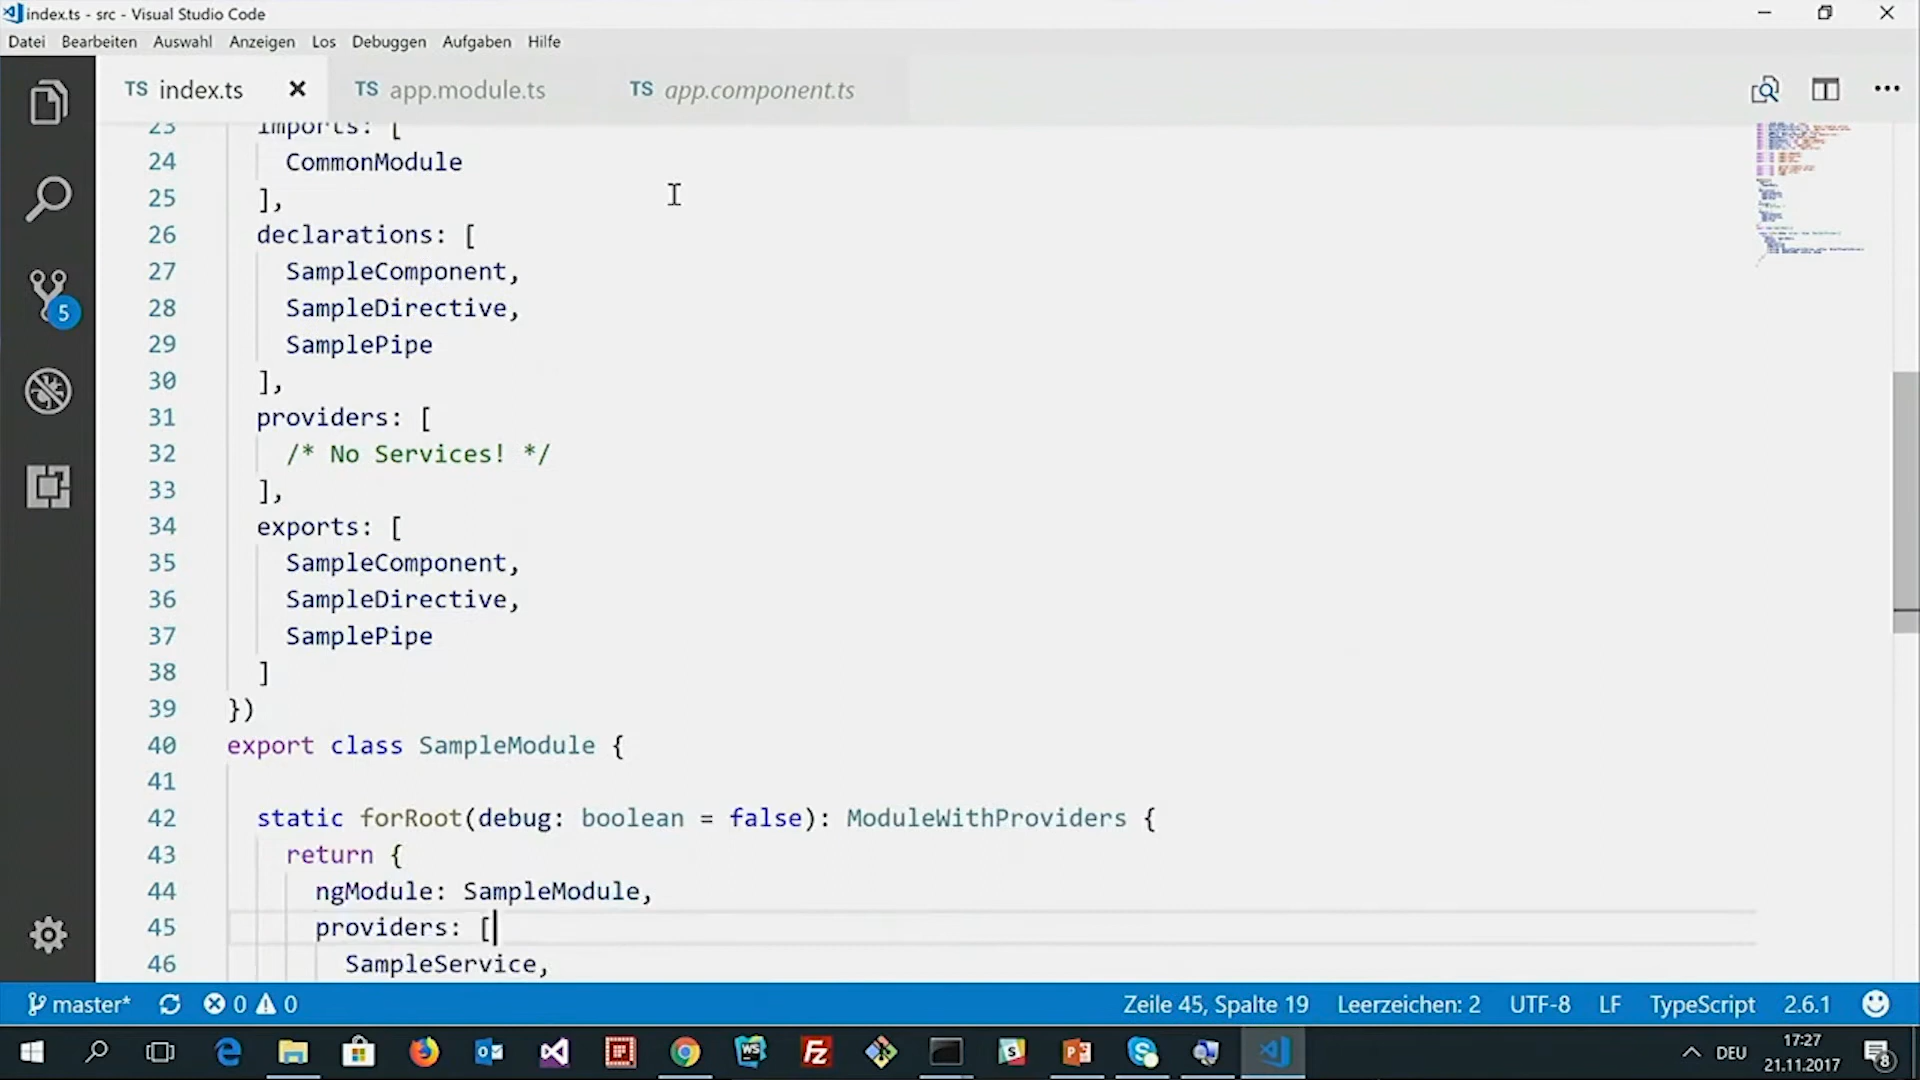 index.ts - src - Visual Studio Code
Datei Bearbeiten Auswahl Anzeigen Los Debuggen Aufgaben Hilfe
TS index.ts TS app.module.ts TS app.component.ts
23 imports: [
24 CommonModule
25 ],
26 declarations: [
27 SampleComponent,
28 SampleDirective,
29 SamplePipe
30 ],
31 providers: [
32 /* No Services! */
33 ],
34 exports: [
35 SampleComponent,
36 SampleDirective,
37 SamplePipe
38 ]
39 })
40 export class SampleModule {
41
42 static forRoot(debug: boolean = false): ModuleWithProviders {
43 return {
44 ngModule: SampleModule,
45 providers: [
46 SampleService,
5
master* 0 0 Zeile 45, Spalte 19 Leerzeichen: 2 UTF-8 LF TypeScript 2.6.1
DEU 17:27
21.11.2017 8